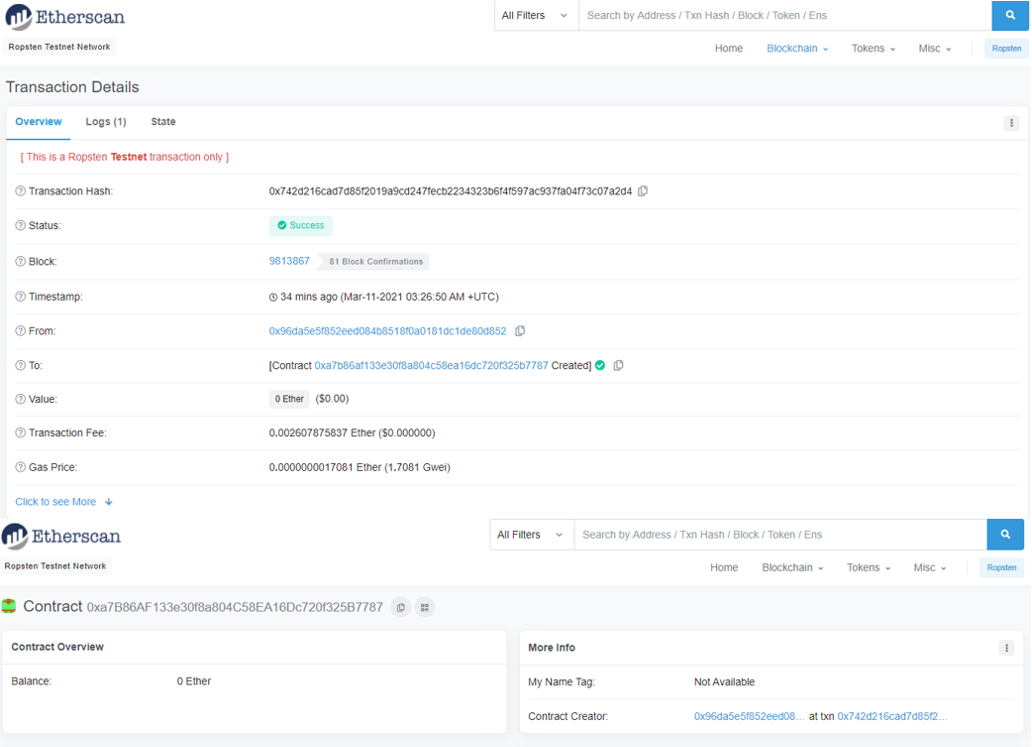 Etherscan
All Filters Search by Address / Txn Hash / Block / Token / Ens
Ropsten Testnet Network
Home Blockchain Tokens Misc Ropsten
Transaction Details
Overview Logs (1) State
[ This is a Ropsten Testnet transaction only ]
Transaction Hash: 0x742d216cad7d85f2019a9cd247fecb2234323b6f4f597ac937fa04f73c07a2d4
Status: Success
Block: 9813867 81 Block Confirmations
Timestamp: 34 mins ago (Mar-11-2021 03:26:50 AM +UTC)
From: 0x96da5e5f852eed084b8518f0a0181dc1de80d852
To: [Contract 0xa7b86af133e30f8a804c58ea16dc720f325b7787 Created]
Value: 0 Ether ($0.00)
Transaction Fee: 0.002607875837 Ether ($0.000000)
Gas Price: 0.0000000017081 Ether (1.7081 Gwei)
Click to see More
Etherscan
All Filters Search by Address / Txn Hash / Block / Token / Ens
Ropsten Testnet Network
Home Blockchain Tokens Misc Ropsten
Contract 0xa7B86AF133e30f8a804C58EA16Dc720f325B7787
Contract Overview
Balance: 0 Ether
More Info
My Name Tag: Not Available
Contract Creator: 0x96da5e5f852eed08... at txn 0x742d216cad7d85f2...